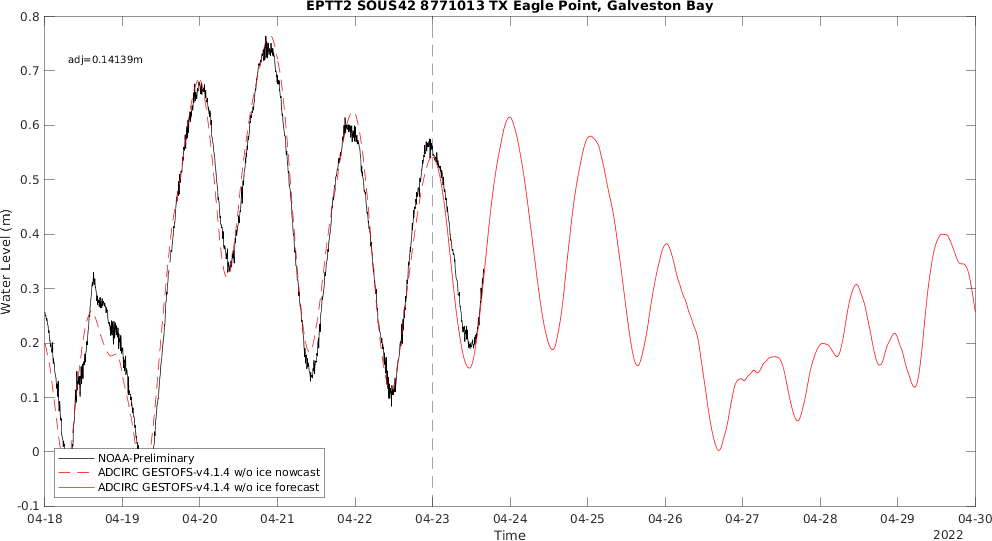 EPTT2 SOUS42 8771013 TX Eagle Point, Galveston Bay
adj=0.14139m
Water Level (m)
0.8
0.7
0.6
0.5
0.4
0.3
0.2
0.1
0
-0.1
NOAA-Preliminary
ADCIRC GESTOFS-v4.1.4 w/o ice nowcast
ADCIRC GESTOFS-v4.1.4 w/o ice forecast
04-18 04-19 04-20 04-21 04-22 04-23 04-24 04-25 04-26 04-27 04-28 04-29 04-30
Time
2022